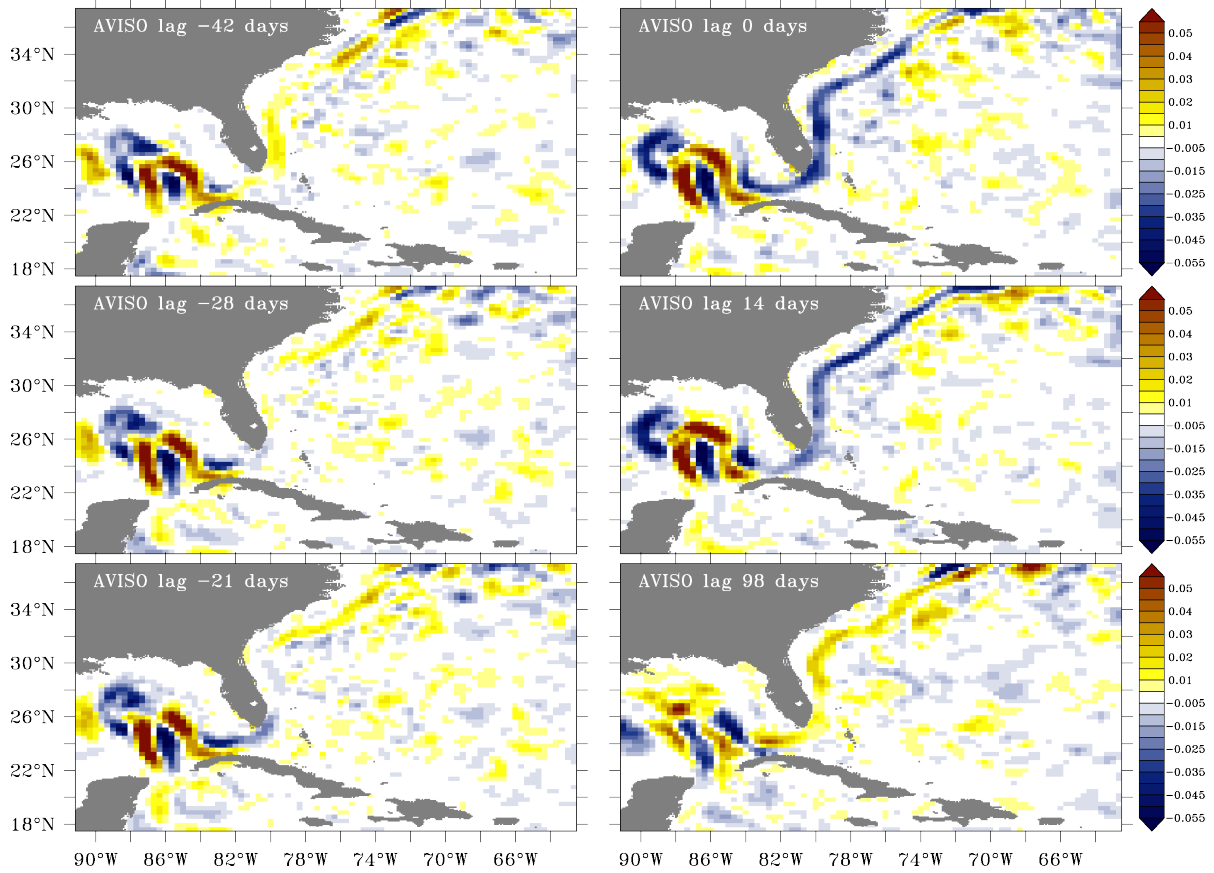 AVISO lag −42 days
AVISO lag 0 days
34°N
30°N
26°N
22°N
18°N
0.05
0.04
0.03
0.02
0.01
−0.005
−0.015
−0.025
−0.035
−0.045
−0.055
AVISO lag −28 days
AVISO lag 14 days
34°N
30°N
26°N
22°N
18°N
0.05
0.04
0.03
0.02
0.01
−0.005
−0.015
−0.025
−0.035
−0.045
−0.055
AVISO lag −21 days
AVISO lag 98 days
34°N
30°N
26°N
22°N
18°N
0.05
0.04
0.03
0.02
0.01
−0.005
−0.015
−0.025
−0.035
−0.045
−0.055
90°W 86°W 82°W 78°W 74°W 70°W 66°W
90°W 86°W 82°W 78°W 74°W 70°W 66°W